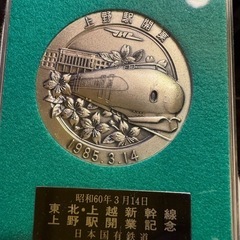 上野駅開業
1985.3.14
昭和60年3月14日
東北・上越新幹線
上野駅開業記念
日本国有鉄道